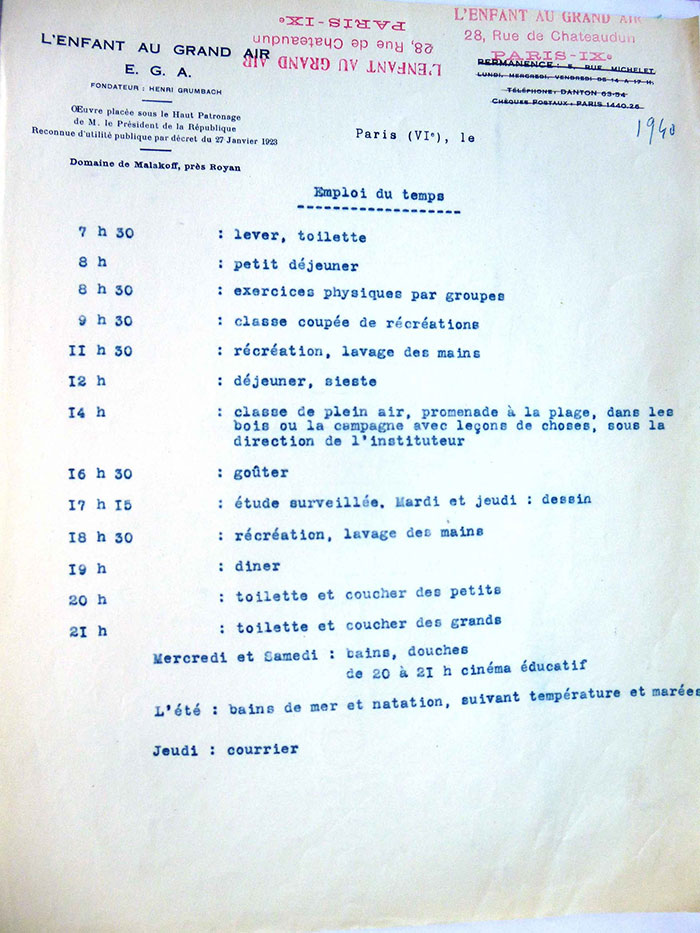 L'ENFANT AU GRAND AIR
E. G. A.
FONDATEUR : HENRI GRUMBACH
Œuvre placée sous le Haut Patronage
de M. le Président de la République
Reconnue d'utilité publique par décret du 27 Janvier 1923
Domaine de Malakoff, près Royan
L'ENFANT AU GRAND AIR
28, Rue de Chateaudun
PARIS-IXe
L'ENFANT AU GRAND AIR
28, Rue de Chateaudun
PARIS-IXe
PERMANENCE : 5, RUE MICHELET
LUNDI, MERCREDI, VENDREDI DE 14 A 17 H.
TÉLÉPHONE : DANTON 63-54
CHÈQUES POSTAUX : PARIS 1440.26
Paris (VIe), le
1940
Emploi du temps
7 h 30 : lever, toilette
8 h : petit déjeuner
8 h 30 : exercices physiques par groupes
9 h 30 : classe coupée de récréations
II h 30 : récréation, lavage des mains
I2 h : déjeuner, sieste
I4 h : classe de plein air, promenade à la plage, dans les
bois ou la campagne avec leçons de choses, sous la
direction de l'instituteur
I6 h 30 : goûter
I7 h I5 : étude surveillée. Mardi et jeudi : dessin
I8 h 30 : récréation, lavage des mains
I9 h : diner
20 h : toilette et coucher des petits
2I h : toilette et coucher des grands
Mercredi et Samedi : bains, douches
de 20 à 2I h cinéma éducatif
L'été : bains de mer et natation, suivant température et marées
Jeudi : courrier